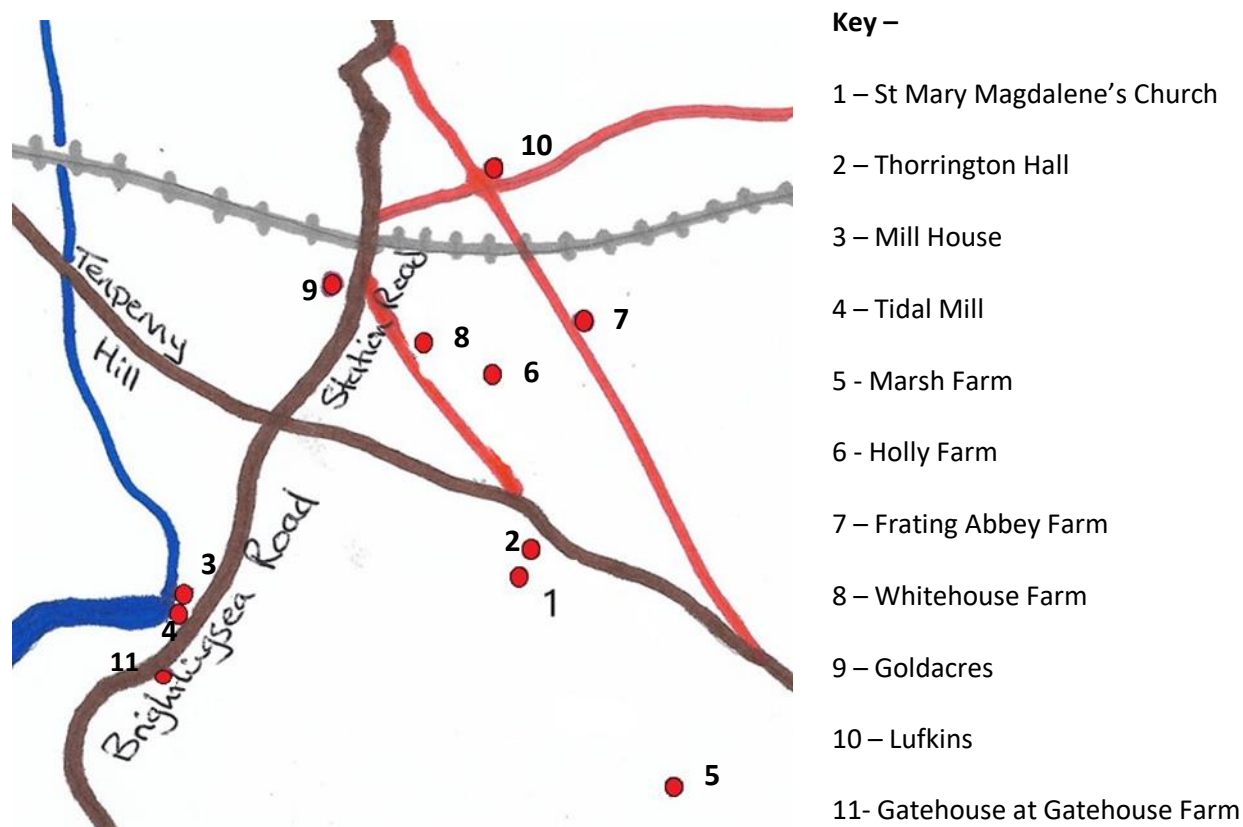 Key –
1 – St Mary Magdalene’s Church
2 – Thorrington Hall
3 – Mill House
4 – Tidal Mill
5 - Marsh Farm
6 - Holly Farm
7 – Frating Abbey Farm
8 – Whitehouse Farm
9 – Goldacres
10 – Lufkins
11- Gatehouse at Gatehouse Farm
10
Tenpenny
Hill
Station Road
9
8
7
6
2
1
3
4
11
Brightlingsea Road
5